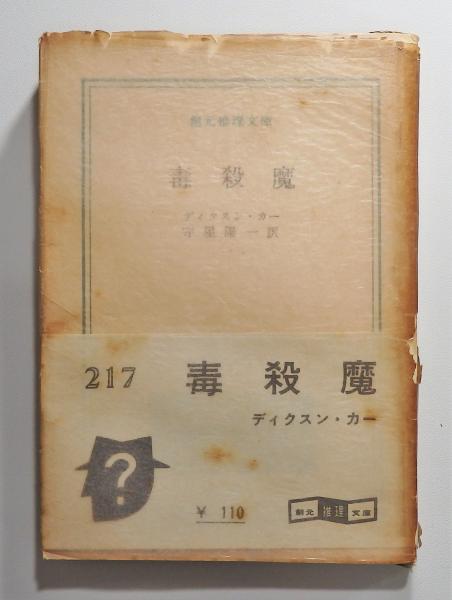 創元推理文庫
毒殺魔
ディクスン・カー
守屋陽一訳
217 毒殺魔
ディクスン・カー
?
¥ 110
創元 推理 文庫